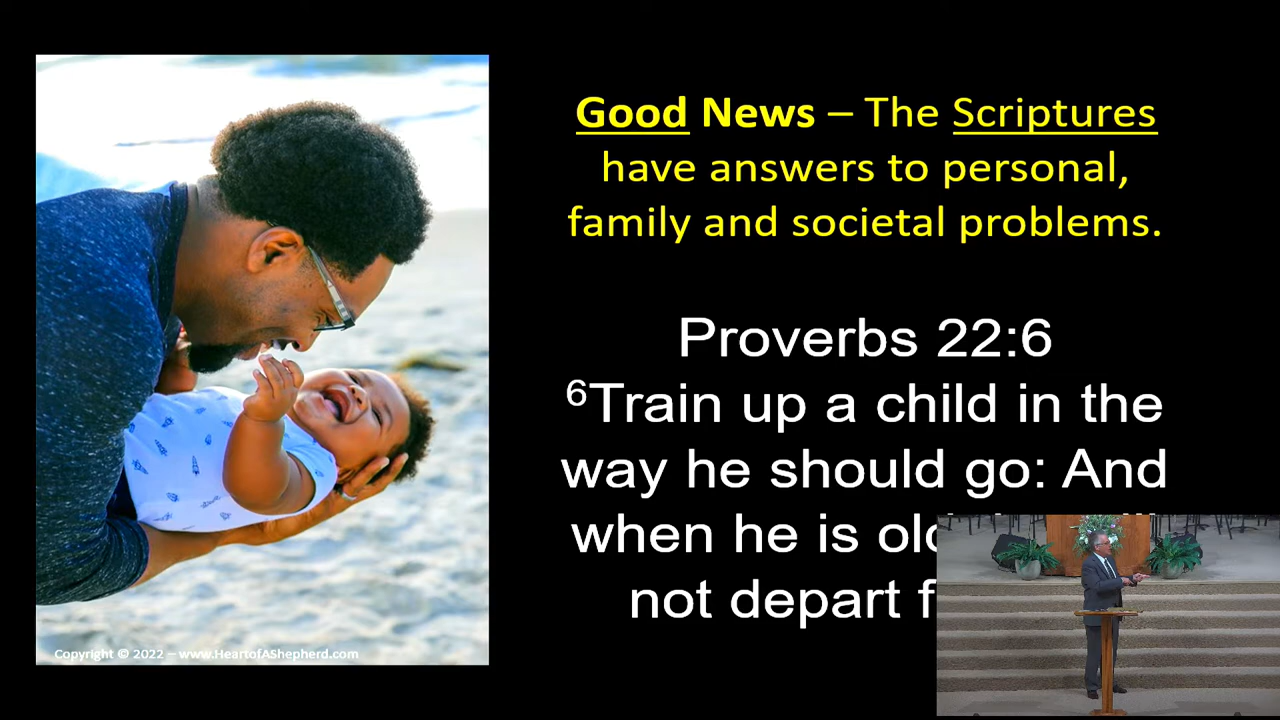 Good News – The Scriptures
have answers to personal,
family and societal problems.
Proverbs 22:6
6Train up a child in the
way he should go: And
when he is old
not depart
Copyright © 2022 – www.HeartofAShepherd.com